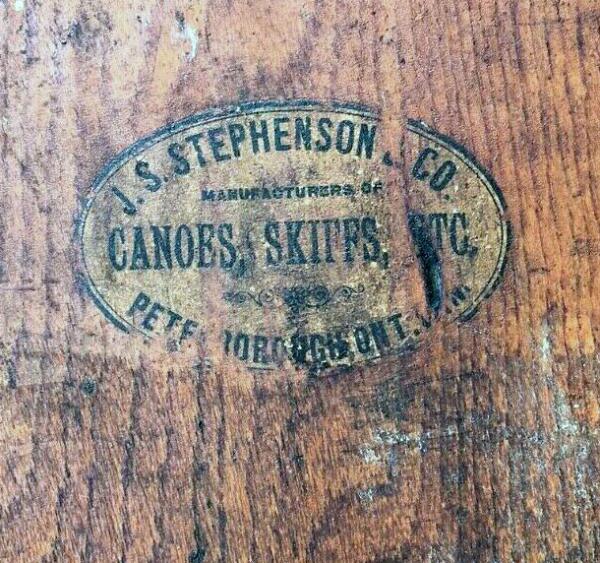 J. S. STEPHENSON & CO.
MANUFACTURERS OF
CANOES, SKIFFS, ETC.
PETERBOROUGH, ONT.